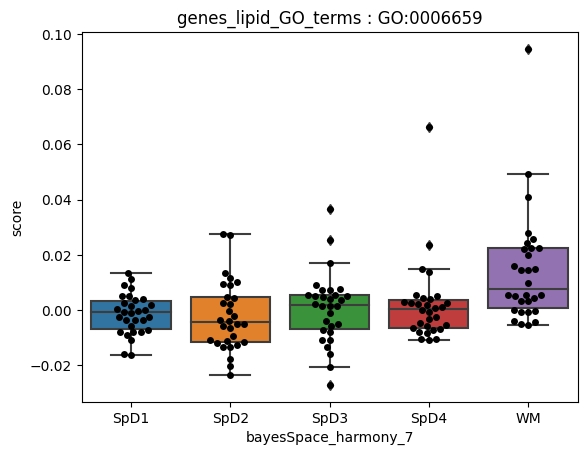 genes_lipid_GO_terms : GO:0006659
0.10
0.08
0.06
0.04
0.02
0.00
−0.02
score
SpD1 SpD2 SpD3 SpD4 WM
bayesSpace_harmony_7